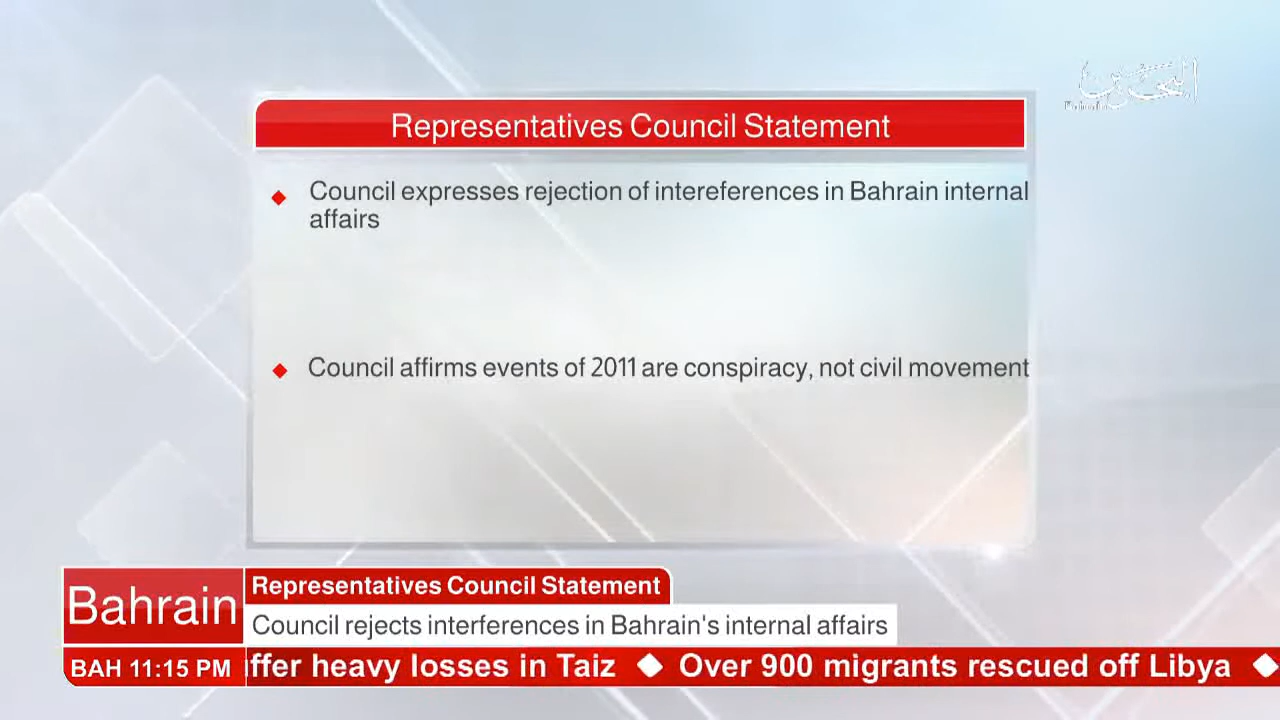 البحرين
Bahrain
Representatives Council Statement
Council expresses rejection of intereferences in Bahrain internal
affairs
Council affirms events of 2011 are conspiracy, not civil movement
Bahrain
Representatives Council Statement
Council rejects interferences in Bahrain's internal affairs
BAH 11:15 PM
ffer heavy losses in Taiz ◆ Over 900 migrants rescued off Libya ◆